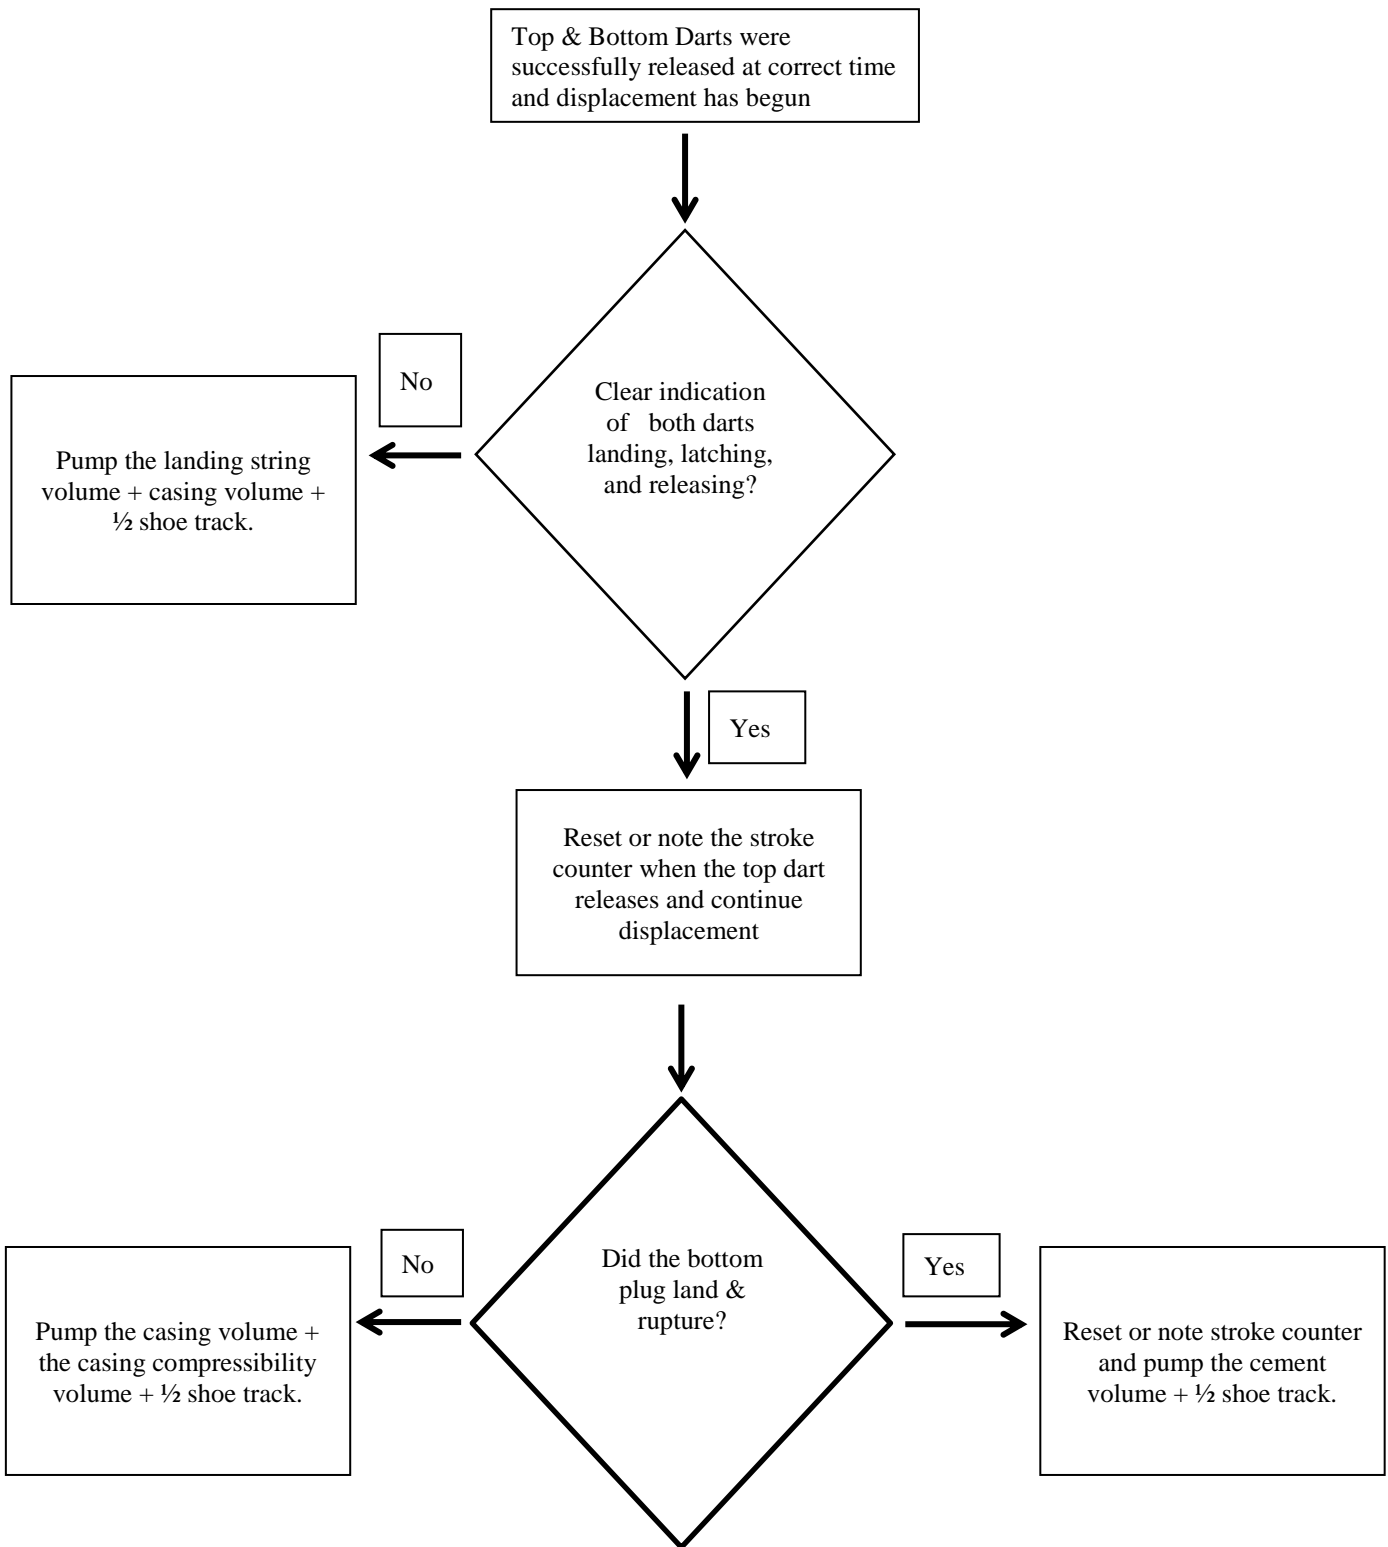 Top & Bottom Darts were
successfully released at correct time
and displacement has begun
No
Clear indication
of both darts
landing, latching,
and releasing?
Pump the landing string
volume + casing volume +
½ shoe track.
Yes
Reset or note the stroke
counter when the top dart
releases and continue
displacement
No
Did the bottom
plug land &
rupture?
Yes
Pump the casing volume +
the casing compressibility
volume + ½ shoe track.
Reset or note stroke counter
and pump the cement
volume + ½ shoe track.